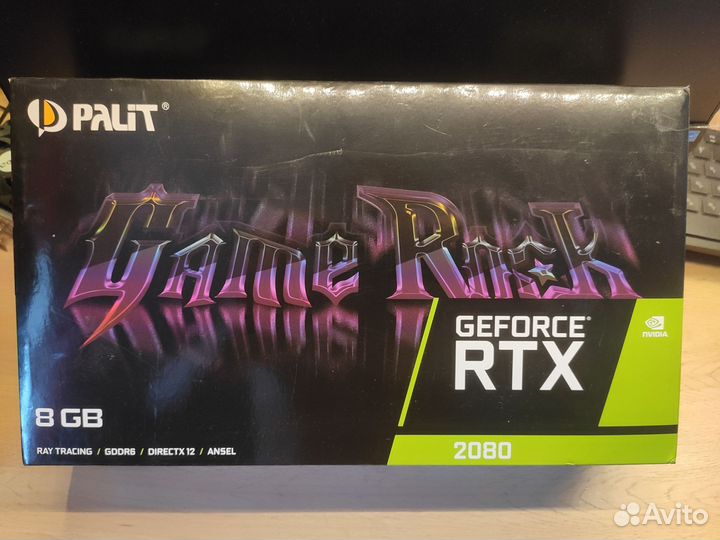 PALIT®
GAMEROCK
GEFORCE®
RTX
NVIDIA
8 GB
RAY TRACING / GDDR6 / DIRECTX 12 / ANSEL
2080
Avito